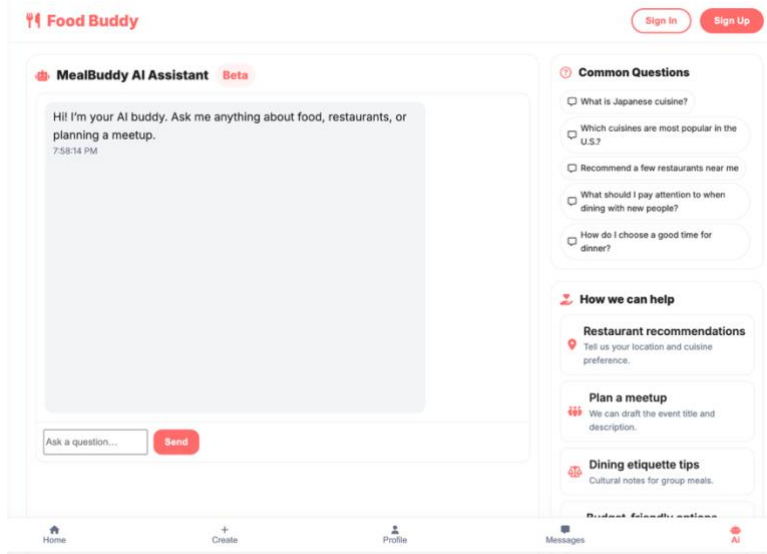 Food Buddy
Sign In
Sign Up
MealBuddy AI Assistant
Beta
Hi! I'm your AI buddy. Ask me anything about food, restaurants, or
planning a meetup.
7:58:14 PM
Ask a question...
Send
Common Questions
What is Japanese cuisine?
Which cuisines are most popular in the
U.S.?
Recommend a few restaurants near me
What should I pay attention to when
dining with new people?
How do I choose a good time for
dinner?
How we can help
Restaurant recommendations
Tell us your location and cuisine
preference.
Plan a meetup
We can draft the event title and
description.
Dining etiquette tips
Cultural notes for group meals.
Budget-friendly options
Home
Create
Profile
Messages
AI